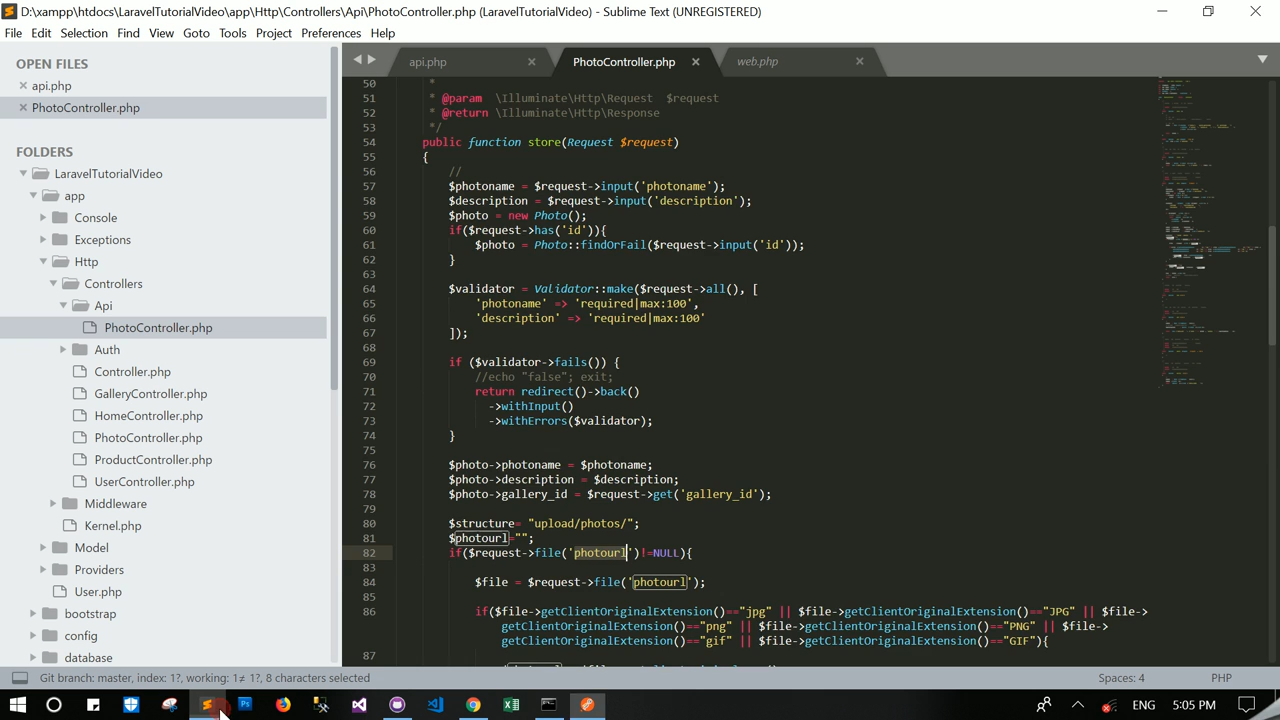 D:\xampp\htdocs\LaravelTutorialVideo\app\Http\Controllers\Api\PhotoController.php (LaravelTutorialVideo) - Sublime Text (UNREGISTERED)
File Edit Selection Find View Goto Tools Project Preferences Help
OPEN FILES
api.php
PhotoController.php
FOLDERS
LaravelTutorialVideo
app
Console
Exceptions
Http
Controllers
Api
PhotoController.php
Auth
Controller.php
GalleryController.php
HomeController.php
PhotoController.php
ProductController.php
UserController.php
Middleware
Kernel.php
Model
Providers
User.php
bootstrap
config
database
api.php PhotoController.php web.php
50 *
51 * @param \Illuminate\Http\Request $request
52 * @return \Illuminate\Http\Response
53 */
54 public function store(Request $request)
55 {
56 //
57 $photoname = $request->input('photoname');
58 $description = $request->input('description');
59 $photo = new Photo();
60 if($request->has('id')){
61 $photo = Photo::findOrFail($request->input('id'));
62 }
63
64 $validator = Validator::make($request->all(), [
65 'photoname' => 'required|max:100',
66 'description' => 'required|max:100'
67 ]);
68
69 if ($validator->fails()) {
70 //echo "false"; exit;
71 return redirect()->back()
72 ->withInput()
73 ->withErrors($validator);
74 }
75
76 $photo->photoname = $photoname;
77 $photo->description = $description;
78 $photo->gallery_id = $request->get('gallery_id');
79
80 $structure= "upload/photos/";
81 $photourl="";
82 if($request->file('photourl')!=NULL){
83
84 $file = $request->file('photourl');
85
86 if($file->getClientOriginalExtension()=="jpg" || $file->getClientOriginalExtension()=="JPG" || $file->
getClientOriginalExtension()=="png" || $file->getClientOriginalExtension()=="PNG" || $file->
getClientOriginalExtension()=="gif" || $file->getClientOriginalExtension()=="GIF"){
87
Git branch: master, index: 1?, working: 1≠ 1?, 8 characters selected
Spaces: 4
PHP
ENG
5:05 PM